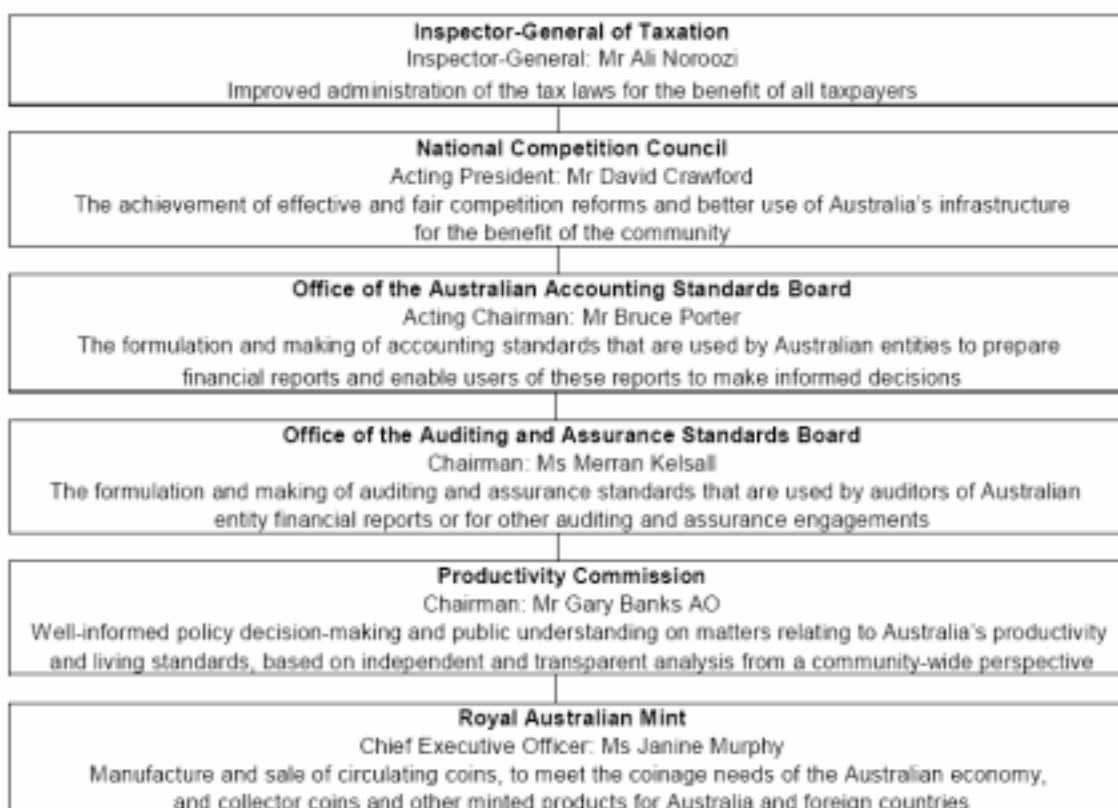 Inspector-General of Taxation
Inspector-General: Mr Ali Noroozi
Improved administration of the tax laws for the benefit of all taxpayers
National Competition Council
Acting President: Mr David Crawford
The achievement of effective and fair competition reforms and better use of Australia's infrastructure
for the benefit of the community
Office of the Australian Accounting Standards Board
Acting Chairman: Mr Bruce Porter
The formulation and making of accounting standards that are used by Australian entities to prepare
financial reports and enable users of these reports to make informed decisions
Office of the Auditing and Assurance Standards Board
Chairman: Ms Merran Kelsall
The formulation and making of auditing and assurance standards that are used by auditors of Australian
entity financial reports or for other auditing and assurance engagements
Productivity Commission
Chairman: Mr Gary Banks AO
Well-informed policy decision-making and public understanding on matters relating to Australia's productivity
and living standards, based on independent and transparent analysis from a community-wide perspective
Royal Australian Mint
Chief Executive Officer: Ms Janine Murphy
Manufacture and sale of circulating coins, to meet the coinage needs of the Australian economy,
and collector coins and other minted products for Australia and foreign countries